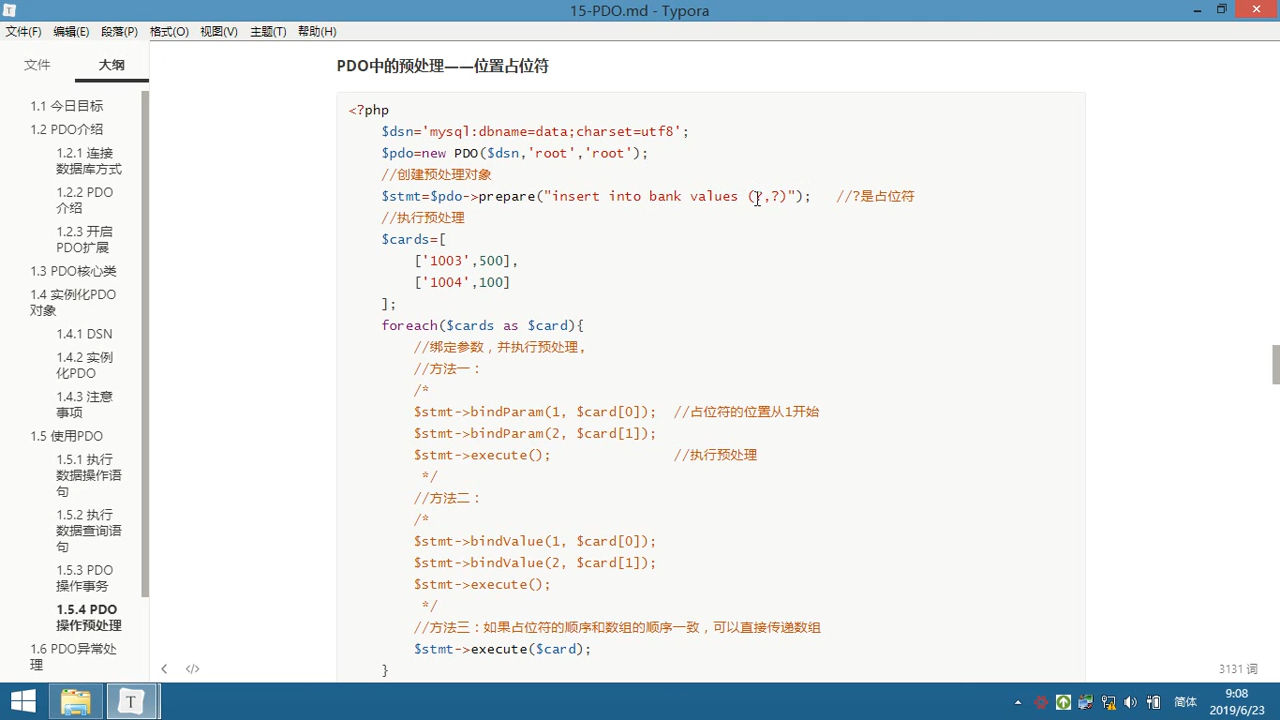 15-PDO.md - Typora
文件(F) 编辑(E) 段落(P) 格式(O) 视图(V) 主题(T) 帮助(H)
文件 大纲
1.1 今日目标
1.2 PDO介绍
1.2.1 连接
数据库方式
1.2.2 PDO
介绍
1.2.3 开启
PDO扩展
1.3 PDO核心类
1.4 实例化PDO
对象
1.4.1 DSN
1.4.2 实例
化PDO
1.4.3 注意
事项
1.5 使用PDO
1.5.1 执行
数据操作语
句
1.5.2 执行
数据查询语
句
1.5.3 PDO
操作事务
1.5.4 PDO
操作预处理
1.6 PDO异常处
理
PDO中的预处理——位置占位符
<?php
$dsn='mysql:dbname=data;charset=utf8';
$pdo=new PDO($dsn,'root','root');
//创建预处理对象
$stmt=$pdo->prepare("insert into bank values (?,?)"); //?是占位符
//执行预处理
$cards=[
['1003',500],
['1004',100]
];
foreach($cards as $card){
//绑定参数，并执行预处理,
//方法一：
/*
$stmt->bindParam(1, $card[0]); //占位符的位置从1开始
$stmt->bindParam(2, $card[1]);
$stmt->execute(); //执行预处理
*/
//方法二：
/*
$stmt->bindValue(1, $card[0]);
$stmt->bindValue(2, $card[1]);
$stmt->execute();
*/
//方法三：如果占位符的顺序和数组的顺序一致，可以直接传递数组
$stmt->execute($card);
}
</>
3131 词
T
简体
9:08
2019/6/23